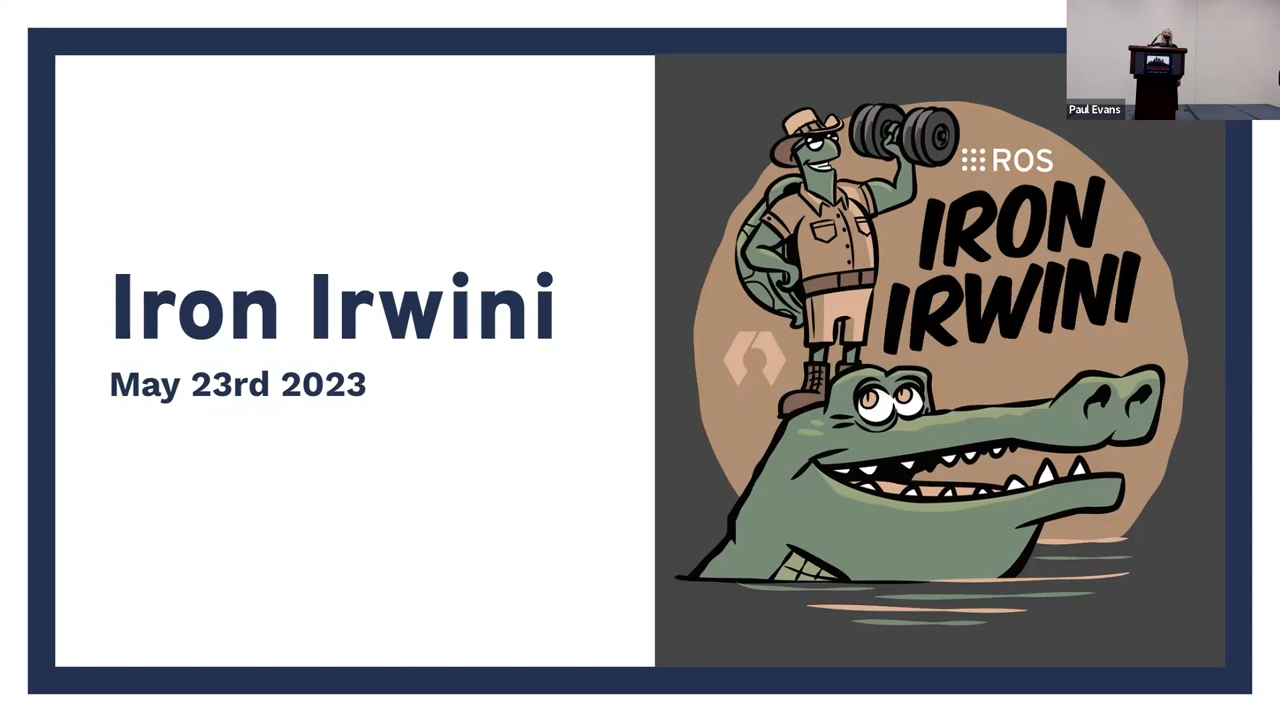 Iron Irwini
May 23rd 2023
ROS
IRON
IRWINI
Paul Evans